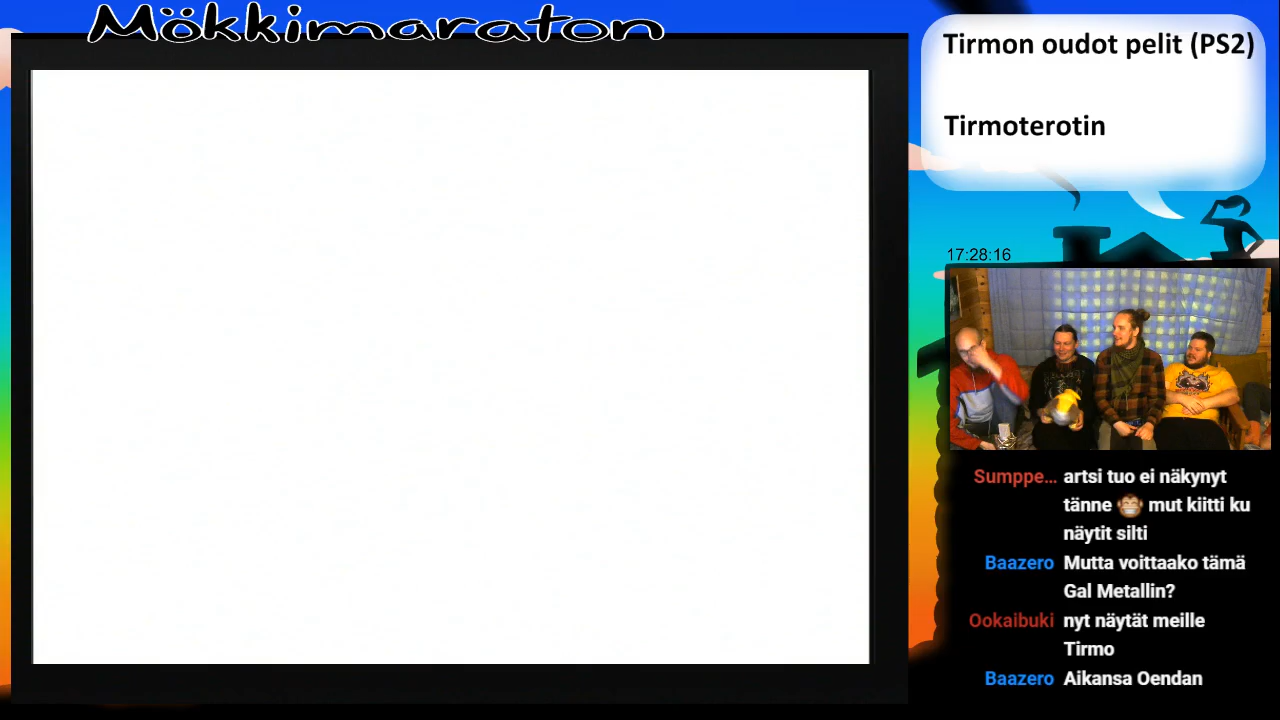 Mökkimaraton
Tirmon oudot pelit (PS2)
Tirmoterotin
17:28:16
Sumppe… artsi tuo ei näkynyt
tänne mut kiitti ku
näytit silti
Baazero Mutta voittaako tämä
Gal Metallin?
Ookaibuki nyt näytät meille
Tirmo
Baazero Aikansa Oendan